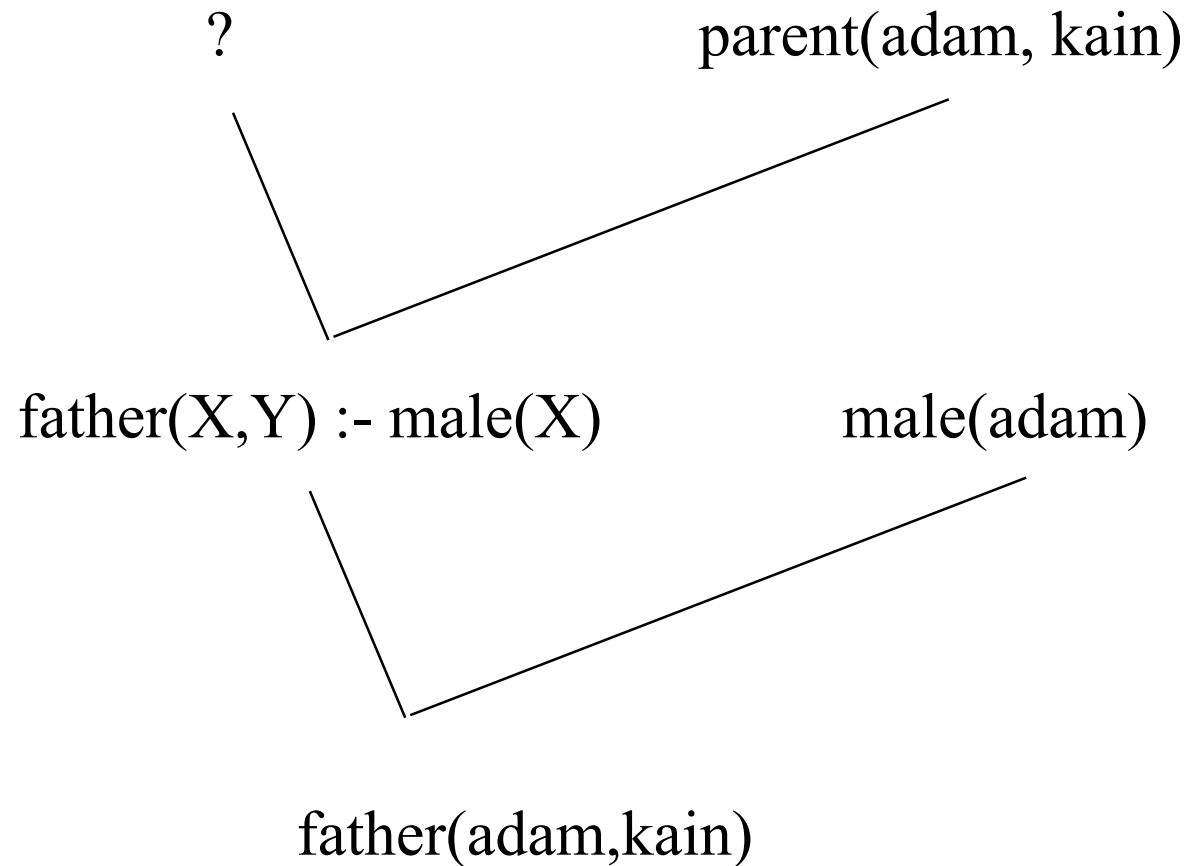 ? parent(adam, kain)
father(X,Y) :- male(X) male(adam)
father(adam,kain)